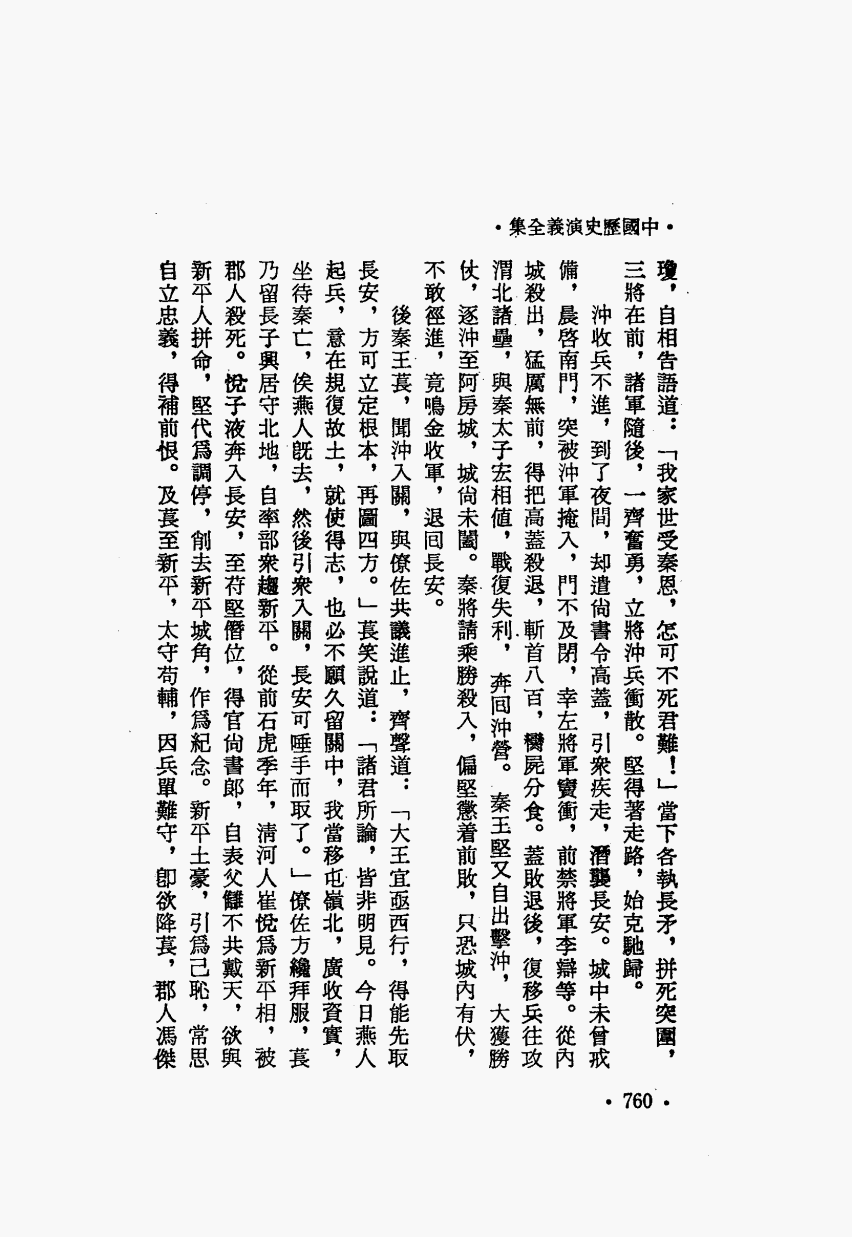 •中國歷史演義全集•
瓊，自相告語道：「我家世受秦恩，怎可不死君難！」當下各執長矛，拼死突圍，
三將在前，諸軍隨後，一齊奮勇，立將沖兵衝散。堅得著走路，始克馳歸。
沖收兵不進，到了夜間，却遣尙書令高蓋，引衆疾走，潛襲長安。城中未曾戒
備，晨啓南門，突被沖軍掩入，門不及閉，幸左將軍竇衝，前禁將軍李辯等。從內
城殺出，猛厲無前，得把高蓋殺退，斬首八百，臠屍分食。蓋敗退後，復移兵往攻
渭北諸壘，與秦太子宏相値，戰復失利，奔回沖營。秦王堅又自出擊沖，大獲勝
仗，逐沖至阿房城，城尙未闔。秦將請乘勝殺入，偏堅懲着前敗，只恐城內有伏，
不敢徑進，竟鳴金收軍，退回長安。
後秦王萇，聞沖入關，與僚佐共議進止，齊聲道：「大王宜亟西行，得能先取
長安，方可立定根本，再圖四方。」萇笑說道：「諸君所論，皆非明見。今日燕人
起兵，意在規復故土，就使得志，也必不願久留關中，我當移屯嶺北，廣收資實，
坐待秦亡，俟燕人旣去，然後引衆入關，長安可唾手而取了。」僚佐方纔拜服，萇
乃留長子興居守北地，自率部衆趨新平。從前石虎季年，淸河人崔悅爲新平相，被
郡人殺死。悅子液奔入長安，至苻堅僭位，得官尙書郞，自表父讎不共戴天，欲與
新平人拼命，堅代爲調停，削去新平城角，作爲紀念。新平土豪，引爲己恥，常思
自立忠義，得補前恨。及萇至新平，太守苟輔，因兵單難守，卽欲降萇，郡人馮傑
•760•